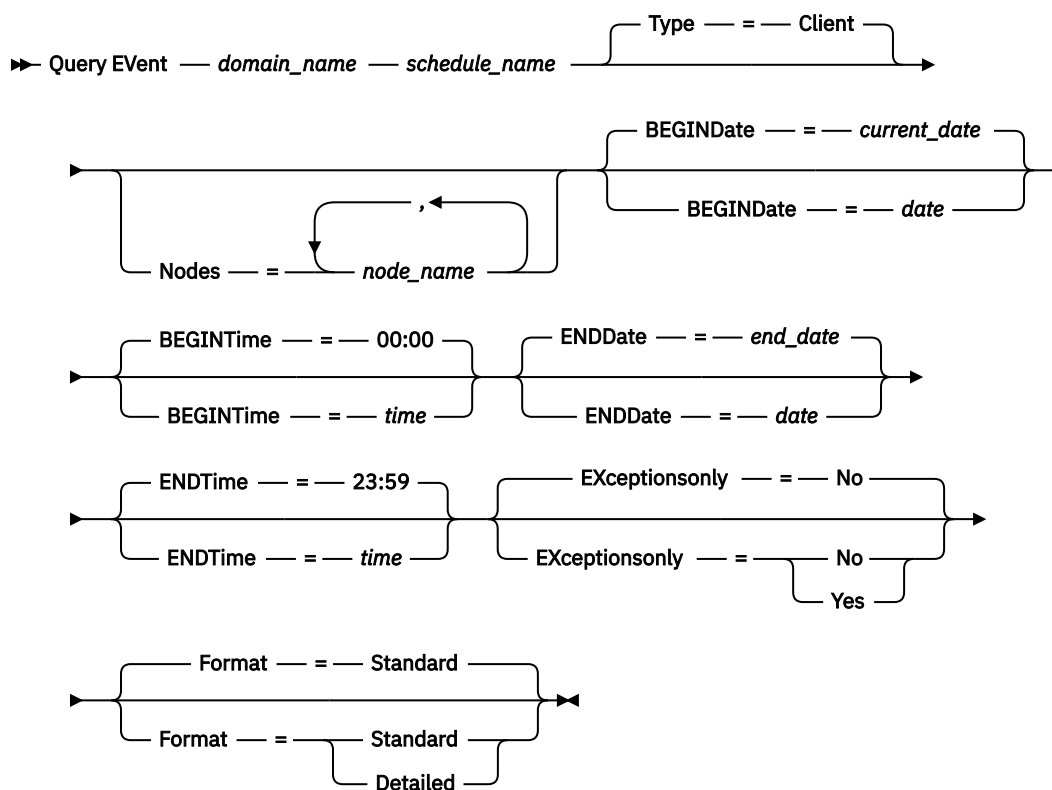 Type = Client
Query EVent domain_name schedule_name
BEGINDate = current_date
BEGINDate = date
,
Nodes = node_name
BEGINTime = 00:00
BEGINTime = time
ENDDate = end_date
ENDDate = date
ENDTime = 23:59
ENDTime = time
EXceptionsonly = No
EXceptionsonly = No
Yes
Format = Standard
Format = Standard
Detailed